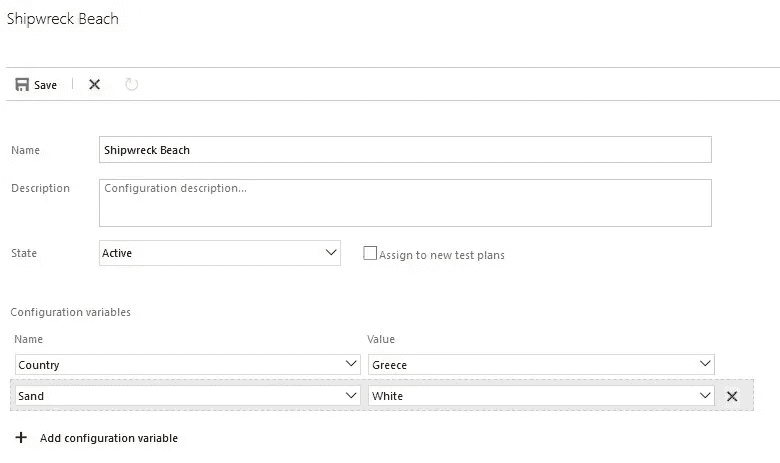 Shipwreck Beach
Save
Name Shipwreck Beach
Description Configuration description...
State Active Assign to new test plans
Configuration variables
Name Value
Country Greece
Sand White
Add configuration variable